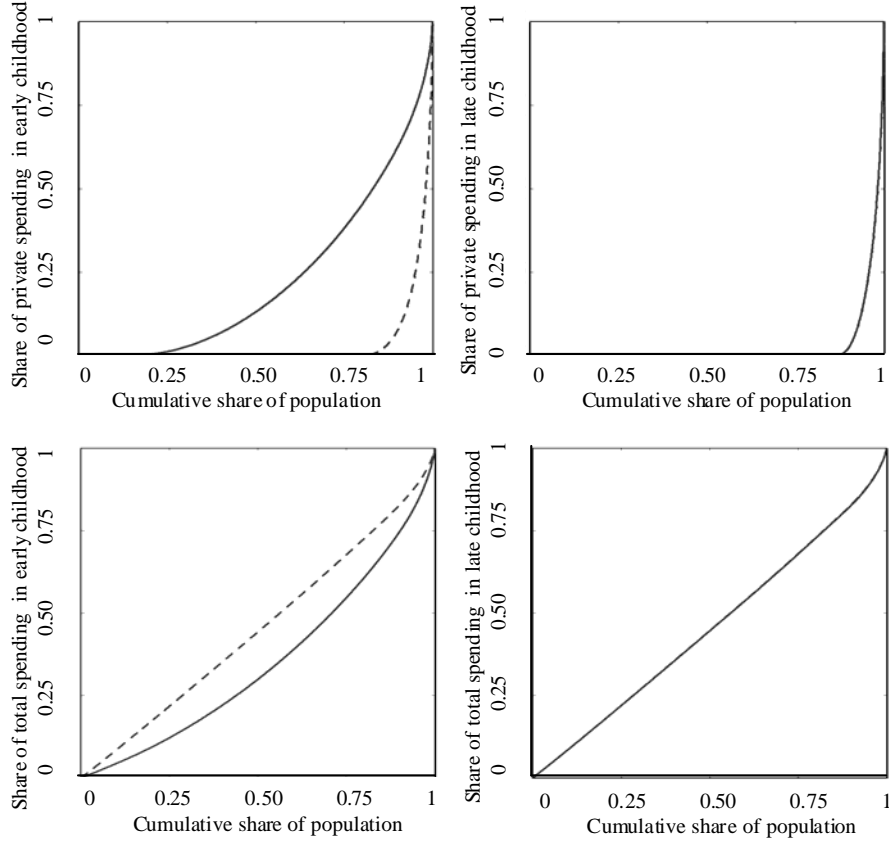 Share of private spending in early childhood
1
0.75
0.50
0.25
0
0 0.25 0.50 0.75 1
Cumulative share of population
Share of private spending in late childhood
1
0.75
0.50
0.25
0
0 0.25 0.50 0.75 1
Cumulative share of population
Share of total spending in early childhood
1
0.75
0.50
0.25
0
0 0.25 0.50 0.75 1
Cumulative share of population
Share of total spending in late childhood
1
0.75
0.50
0.25
0
0 0.25 0.50 0.75 1
Cumulative share of population